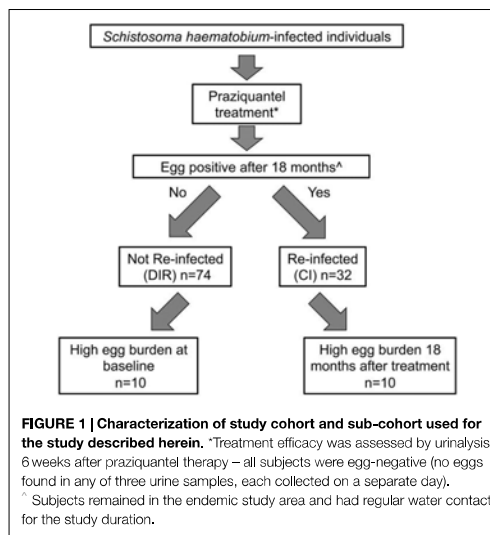 Schistosoma haematobium-infected individuals
Praziquantel
treatment*
Egg positive after 18 months^
No
Yes
Not Re-infected
(DIR) n=74
Re-infected
(CI) n=32
High egg burden at
baseline
n=10
High egg burden 18
months after treatment
n=10
FIGURE 1 | Characterization of study cohort and sub-cohort used for
the study described herein. *Treatment efficacy was assessed by urinalysis
6 weeks after praziquantel therapy – all subjects were egg-negative (no eggs
found in any of three urine samples, each collected on a separate day).
^ Subjects remained in the endemic study area and had regular water contact
for the study duration.